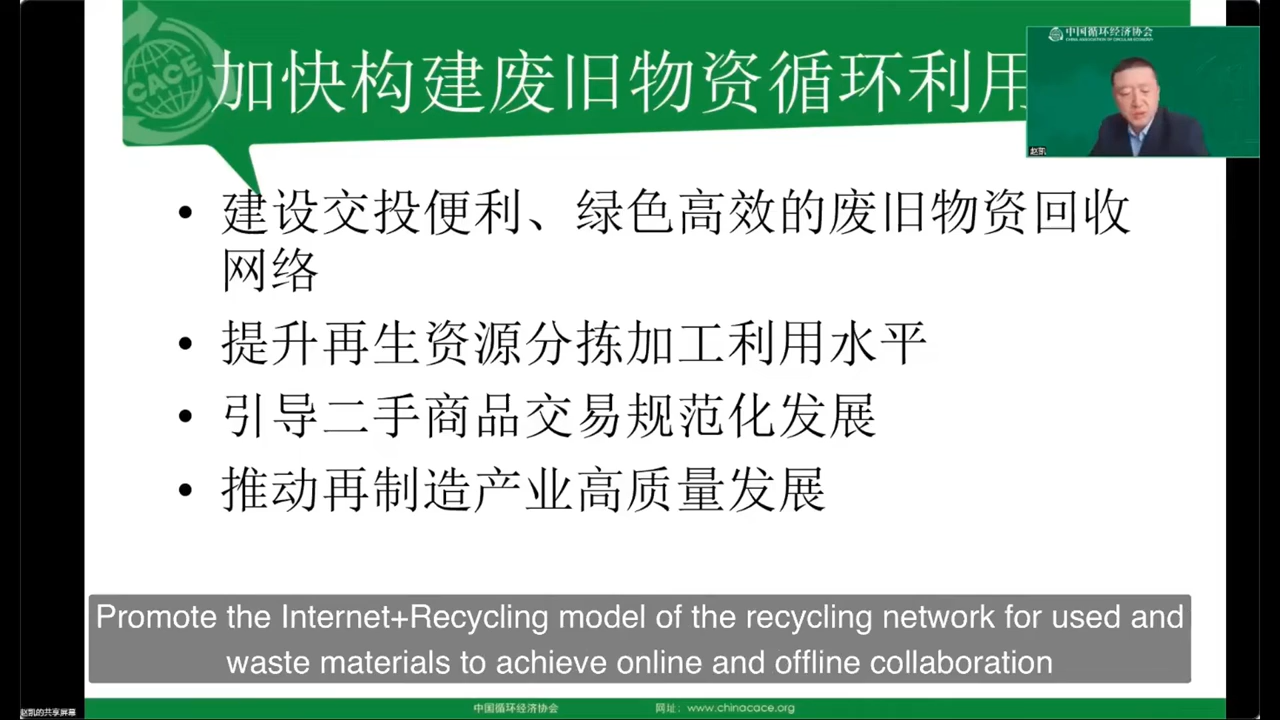 CACE
加快构建废旧物资循环利用
中国循环经济协会
CHINA ASSOCIATION OF CIRCULAR ECONOMY
赵凯
• 建设交投便利、绿色高效的废旧物资回收
网络
• 提升再生资源分拣加工利用水平
• 引导二手商品交易规范化发展
• 推动再制造产业高质量发展
Promote the Internet+Recycling model of the recycling network for used and
waste materials to achieve online and offline collaboration
赵凯的共享屏幕
中国循环经济协会 网址：www.chinacace.org